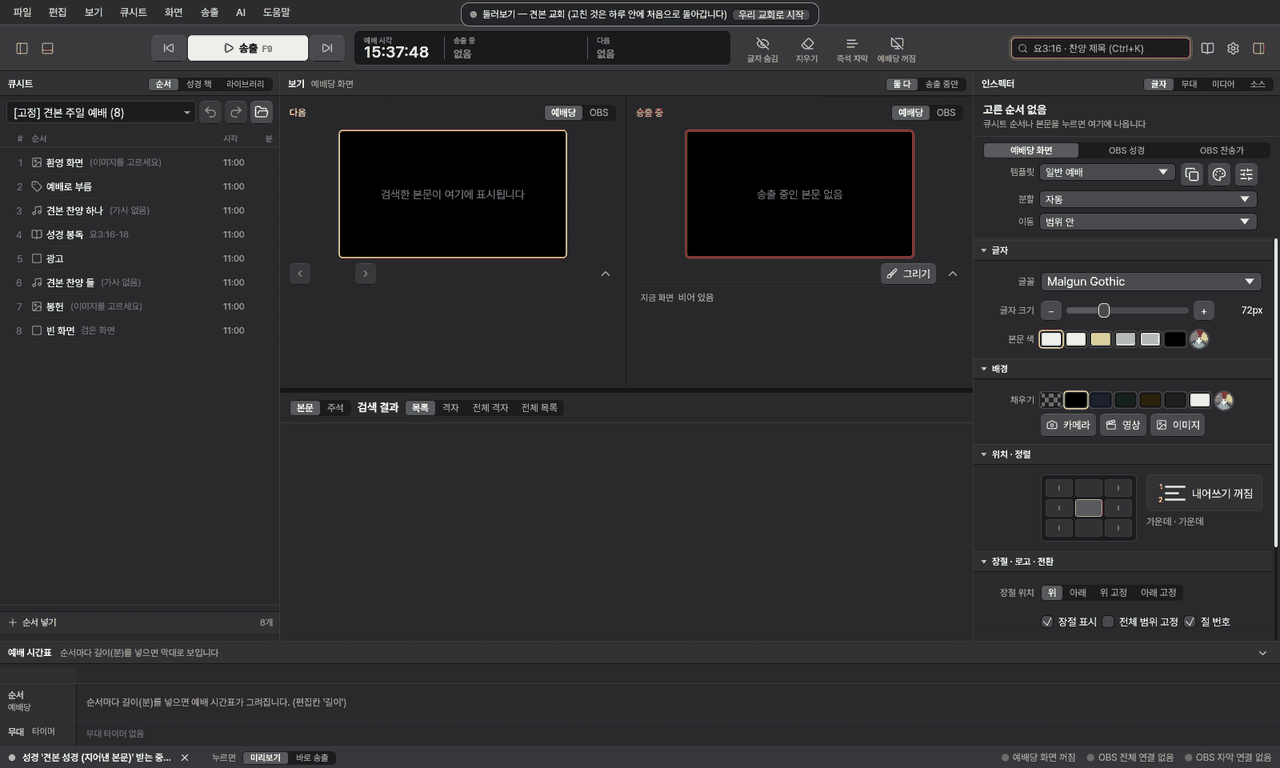 파일 편집 보기 큐시트 화면 송출 AI 도움말
둘러보기 — 견본 교회 (고친 것은 하루 안에 처음으로 돌아갑니다) 우리 교회로 시작
송출 F9
예배 시각 송출 중 다음
15:37:48 없음 없음
글자 숨김 지우기 즉석 자막 예배당 꺼짐
요3:16 · 찬양 제목 (Ctrl+K)
큐시트 순서 성경 책 라이브러리
[고정] 견본 주일 예배 (8)
# 순서 시각 분
1 환영 화면 (이미지를 고르세요) 11:00
2 예배로 부름 11:00
3 견본 찬양 하나 (가사 없음) 11:00
4 성경 봉독 요3:16-18 11:00
5 광고 11:00
6 견본 찬양 둘 (가사 없음) 11:00
7 봉헌 (이미지를 고르세요) 11:00
8 빈 화면 검은 화면 11:00
+ 순서 넣기 8개
보기 예배당 화면 둘 다 송출 중만
다음 예배당 OBS
검색한 본문이 여기에 표시됩니다
송출 중 예배당 OBS
송출 중인 본문 없음
그리기
지금 화면 비어 있음
본문 주석 검색 결과 목록 격자 전체 격자 전체 목록
인스펙터 글자 무대 미디어 소스
고른 순서 없음
큐시트 순서나 본문을 누르면 여기에 나옵니다
예배당 화면 OBS 성경 OBS 찬송가
템플릿 일반 예배
분할 자동
이동 범위 안
글자
글꼴 Malgun Gothic
글자 크기 − + 72px
본문 색
배경
채우기
카메라 영상 이미지
위치 · 정렬
1
2 내어쓰기 꺼짐
가운데 · 가운데
장절 · 로고 · 전환
장절 위치 위 아래 위 고정 아래 고정
장절 표시 전체 범위 고정 절 번호
예배 시간표 순서마다 길이(분)를 넣으면 막대로 보입니다
순서
예배당
순서마다 길이(분)를 넣으면 예배 시간표가 그려집니다. (편집칸 '길이')
무대 타이머 무대 타이머 없음
성경 '견본 성경 (지어낸 본문)' 받는 중... 누르면 미리보기 바로 송출
예배당 화면 꺼짐 OBS 전체 연결 없음 OBS 자막 연결 없음